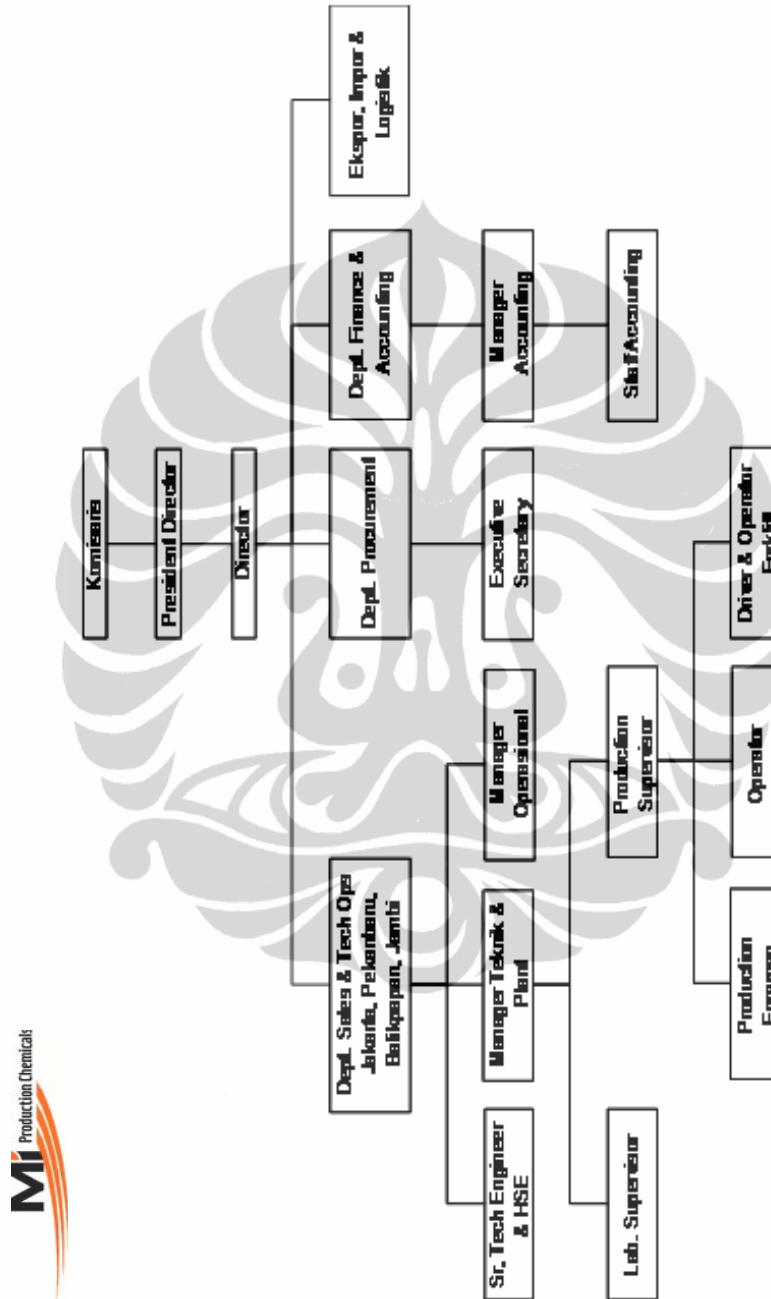 Mi Production Chemicals
Komisaris
President Director
Director
Dept. Sales & Tech Ops
Jakarta, Pekanbaru,
Balikpapan, Jambi
Dept. Procurement
Dept. Finance &
Accounting
Ekspor, Impor &
Logistik
Sr. Tech Engineer
& HSE
Manager Teknik &
Plant
Manager
Operasional
Executive
Secretary
Manager
Accounting
Lab. Supervisor
Production
Supervisor
Staff Accounting
Production
Operator
Driver & Operator